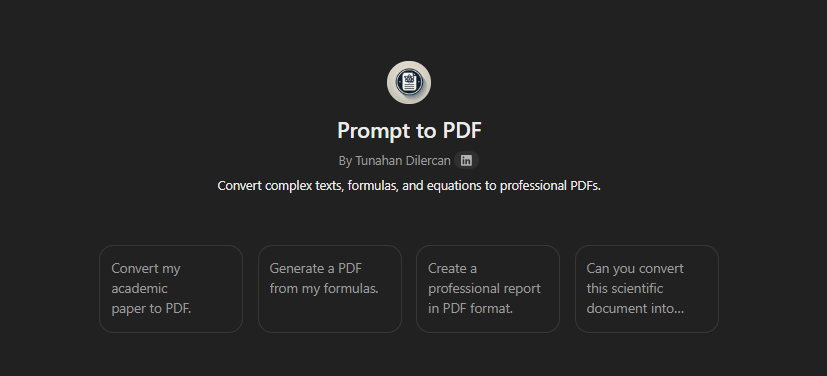 Prompt to PDF
By Tunahan Dilercan in
Convert complex texts, formulas, and equations to professional PDFs.
Convert my
academic
paper to PDF.
Generate a PDF
from my formulas.
Create a
professional report
in PDF format.
Can you convert
this scientific
document into...